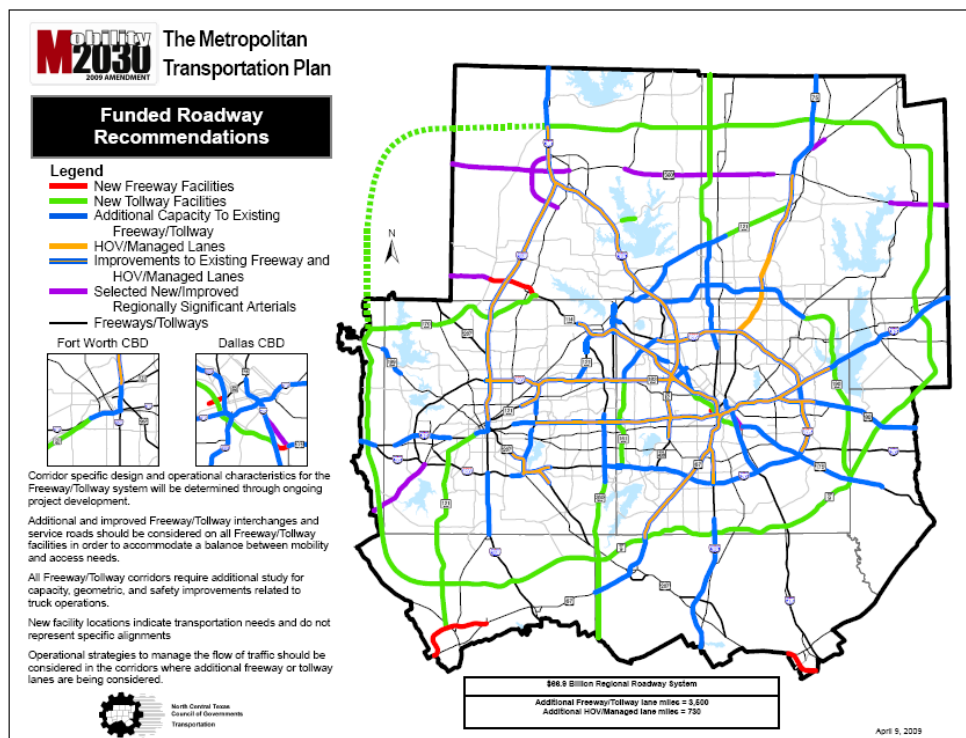 Mobility
M2030
2009 AMENDMENT
The Metropolitan
Transportation Plan
Funded Roadway
Recommendations
Legend
New Freeway Facilities
New Tollway Facilities
Additional Capacity To Existing
Freeway/Tollway
HOV/Managed Lanes
Improvements to Existing Freeway and
HOV/Managed Lanes
Selected New/Improved
Regionally Significant Arterials
Freeways/Tollways
N
Fort Worth CBD
Dallas CBD
Corridor specific design and operational characteristics for the
Freeway/Tollway system will be determined through ongoing
project development.
Additional and improved Freeway/Tollway interchanges and
service roads should be considered on all Freeway/Tollway
facilities in order to accommodate a balance between mobility
and access needs.
All Freeway/Tollway corridors require additional study for
capacity, geometric, and safety improvements related to
truck operations.
New facility locations indicate transportation needs and do not
represent specific alignments
Operational strategies to manage the flow of traffic should be
considered in the corridors where additional freeway or tollway
lanes are being considered.
North Central Texas
Council of Governments
Transportation
$66.9 Billion Regional Roadway System
Additional Freeway/Tollway lane miles = 3,500
Additional HOV/Managed lane miles = 730
April 9, 2009